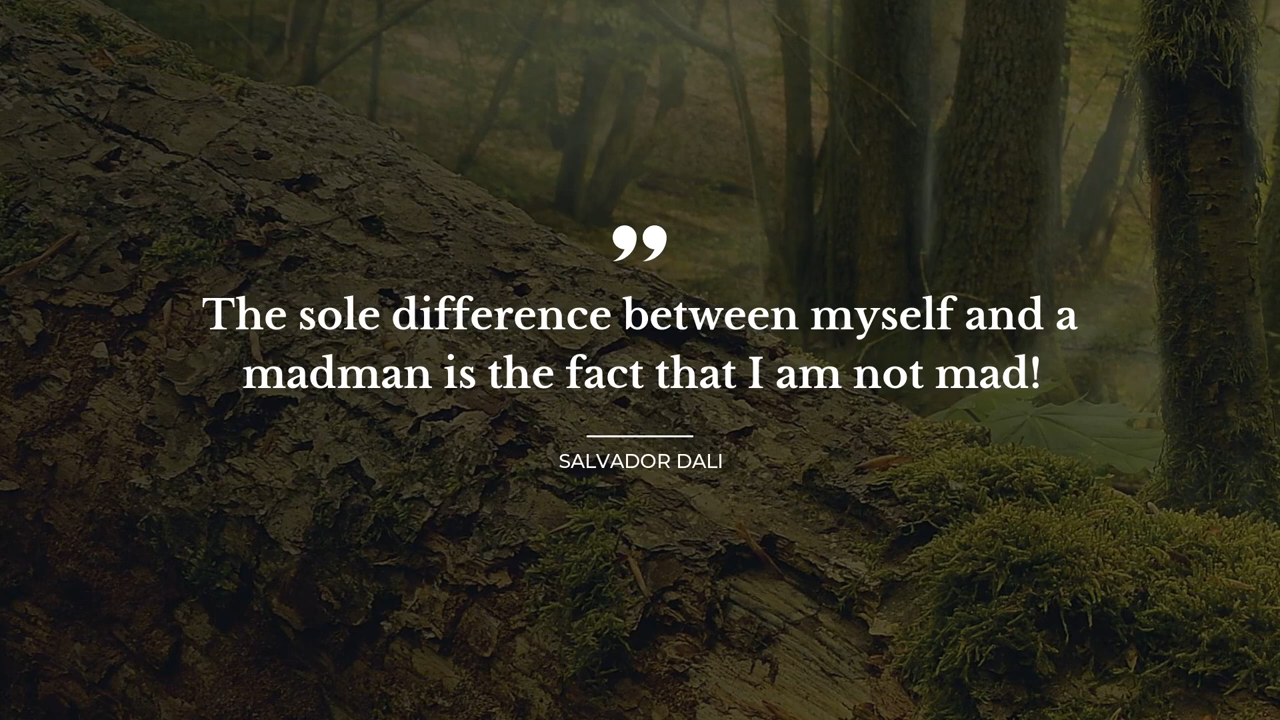 ”
The sole difference between myself and a
madman is the fact that I am not mad!
SALVADOR DALI